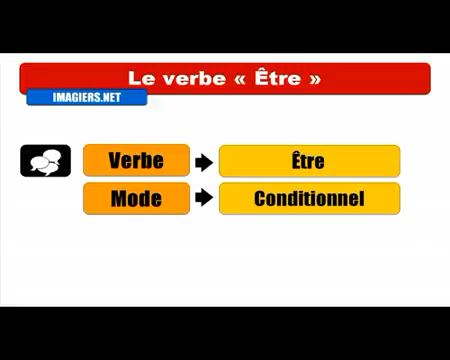 Le verbe « Être »
IMAGIERS.NET
Verbe Être
Mode Conditionnel